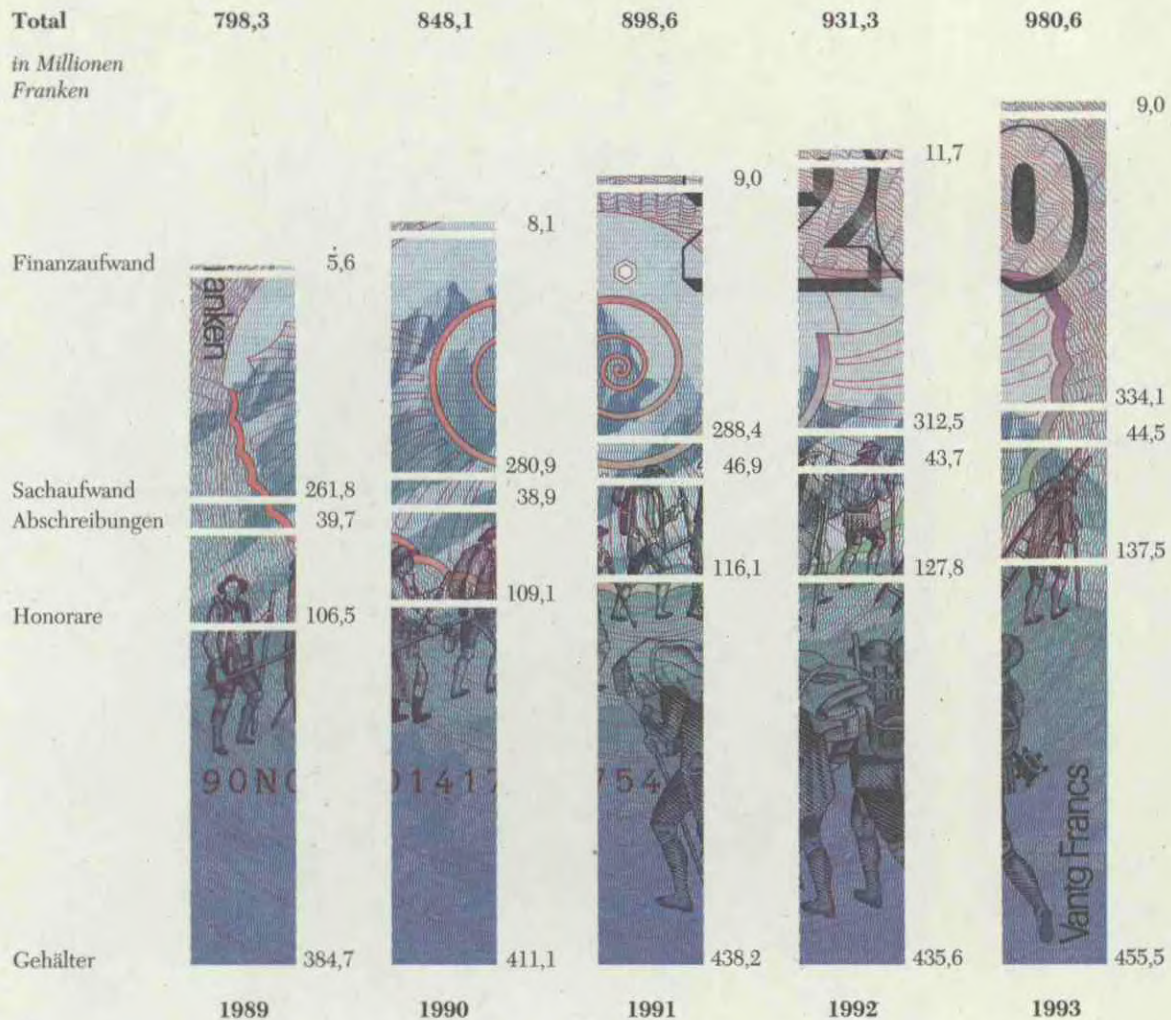 Total 798,3 848,1 898,6 931,3 980,6
in Millionen
Franken
9,0
11,7
9,0
8,1
Finanzaufwand 5,6
anken
20
334,1
312,5
288,4
44,5
280,9 46,9 43,7
Sachaufwand 261,8 38,9
Abschreibungen 39,7
137,5
116,1 127,8
109,1
Honorare 106,5
90N 01417 754
Vantg Francs
Gehälter 384,7 411,1 438,2 435,6 455,5
1989 1990 1991 1992 1993